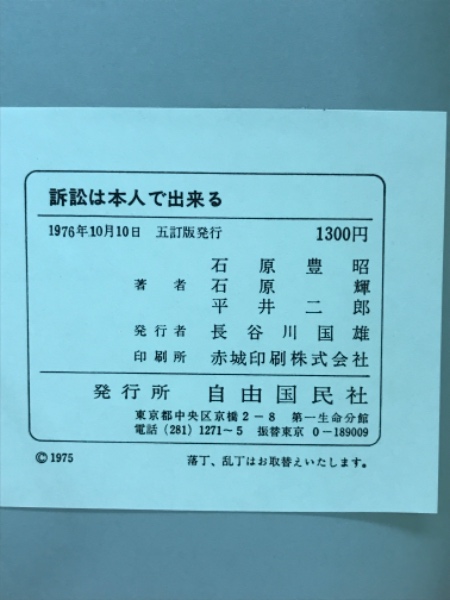 訴訟は本人で出来る
1976年10月10日 五訂版発行 1300円
石原豊昭
著者 石原輝
平井二郎
発行者 長谷川国雄
印刷所 赤城印刷株式会社
発行所 自由国民社
東京都中央区京橋2-8 第一生命分館
電話 (281) 1271~5 振替東京 0-189009
©1975 落丁、乱丁はお取替えいたします。